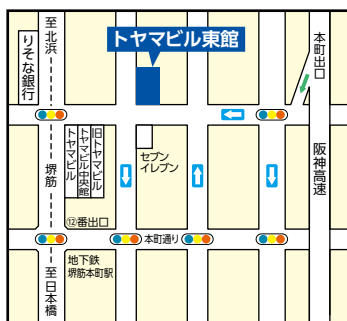 至北浜
りそな銀行
トヤマビル東館
本町出口
堺筋
トヤマビル
トヤマビル中央館
旧トヤマビル
セブン
イレブン
阪神高速
⑫番出口
本町通り
地下鉄
堺筋本町駅
至日本橋